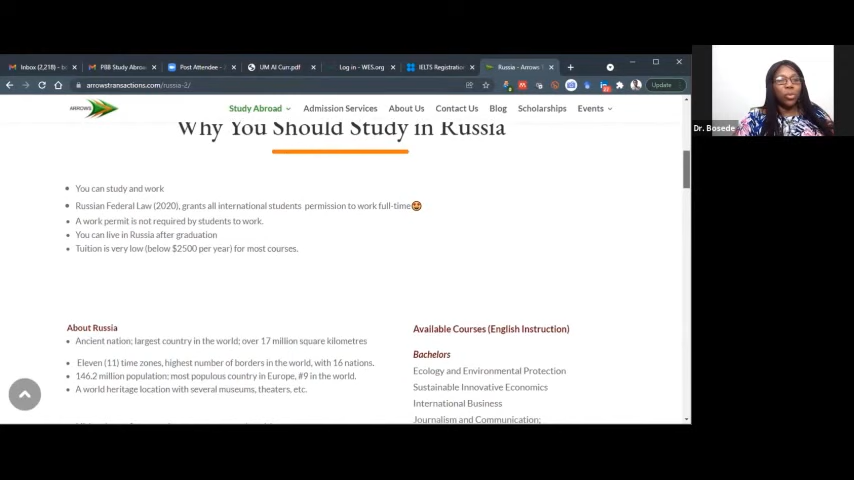 Inbox (2,218) - b
PBB Study Abroa
Post Attendee - Z
UM AI Curr.pdf
Log in - WES.org
IELTS Registration
Russia - Arrows T
arrowstransactions.com/russia-2/
Update
ARROWS
Study Abroad
Admission Services
About Us
Contact Us
Blog
Scholarships
Events
Dr. Bosede
Why You Should Study in Russia
You can study and work
Russian Federal Law (2020), grants all international students permission to work full-time🤩
A work permit is not required by students to work.
You can live in Russia after graduation
Tuition is very low (below $2500 per year) for most courses.
About Russia
Ancient nation; largest country in the world; over 17 million square kilometres
Eleven (11) time zones, highest number of borders in the world, with 16 nations.
146.2 million population; most populous country in Europe, #9 in the world.
A world heritage location with several museums, theaters, etc.
Available Courses (English Instruction)
Bachelors
Ecology and Environmental Protection
Sustainable Innovative Economics
International Business
Journalism and Communication;